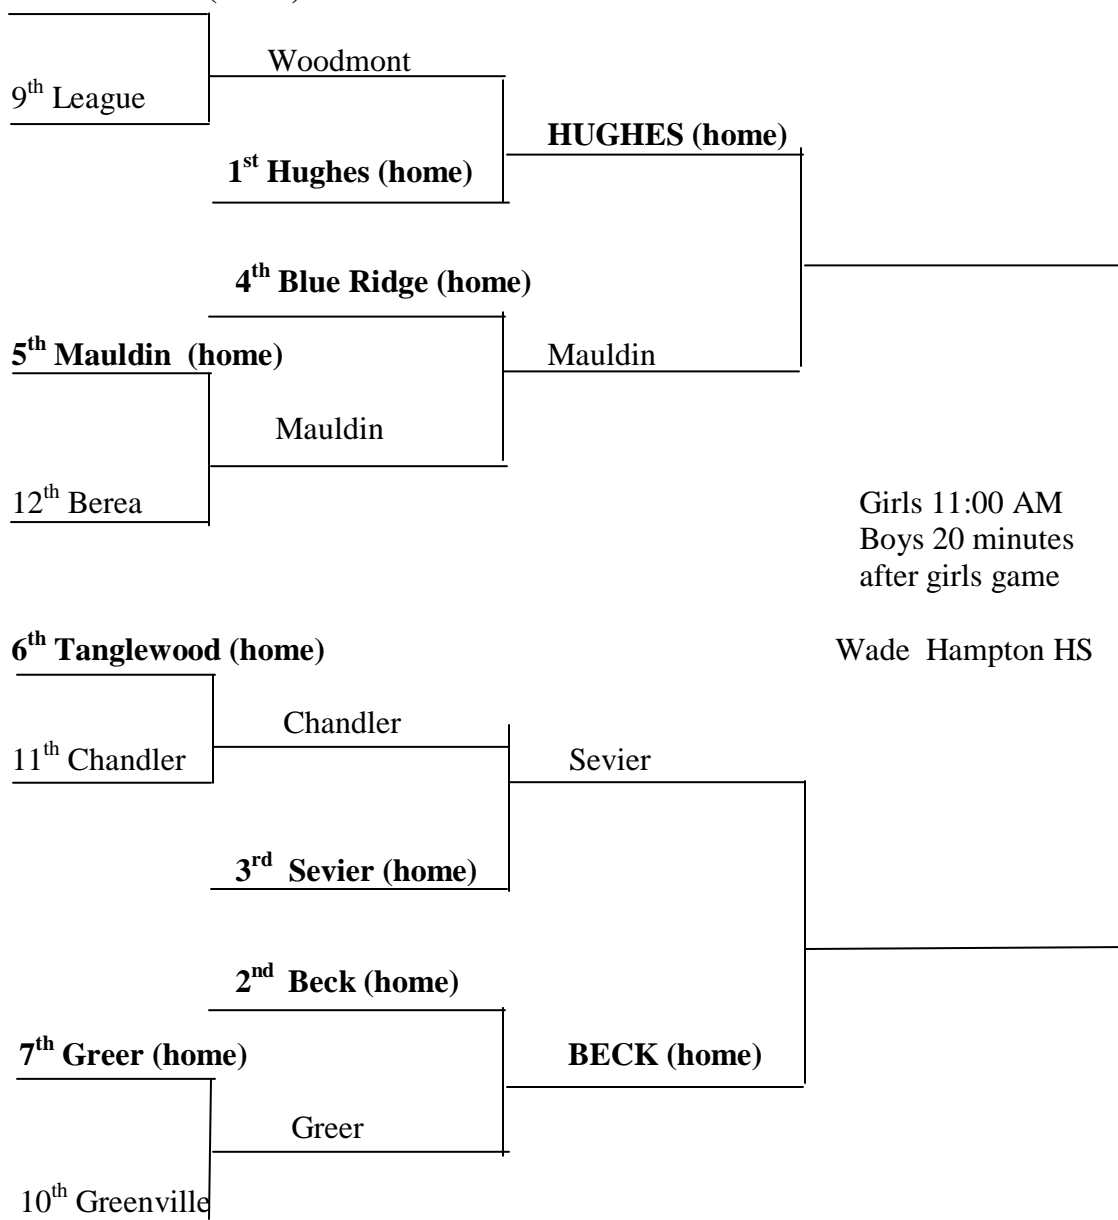 Woodmont
9th League
HUGHES (home)
1st Hughes (home)
4th Blue Ridge (home)
5th Mauldin (home)
Mauldin
Mauldin
12th Berea
Girls 11:00 AM
Boys 20 minutes
after girls game
6th Tanglewood (home)
Wade Hampton HS
Chandler
11th Chandler
Sevier
3rd Sevier (home)
2nd Beck (home)
7th Greer (home)
BECK (home)
Greer
10th Greenville